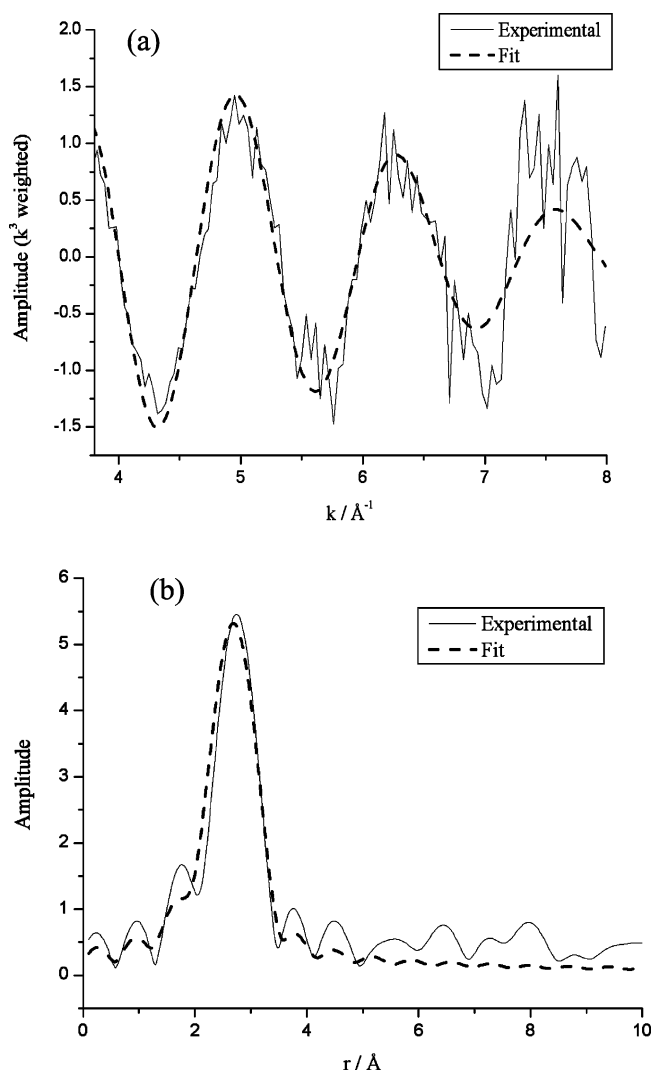 (a)
Experimental
Fit
2.0
1.5
1.0
0.5
0.0
-0.5
-1.0
-1.5
Amplitude (k³ weighted)
4 5 6 7 8
k / Å⁻¹
(b)
Experimental
Fit
6
5
4
3
2
1
0
Amplitude
0 2 4 6 8 10
r / Å